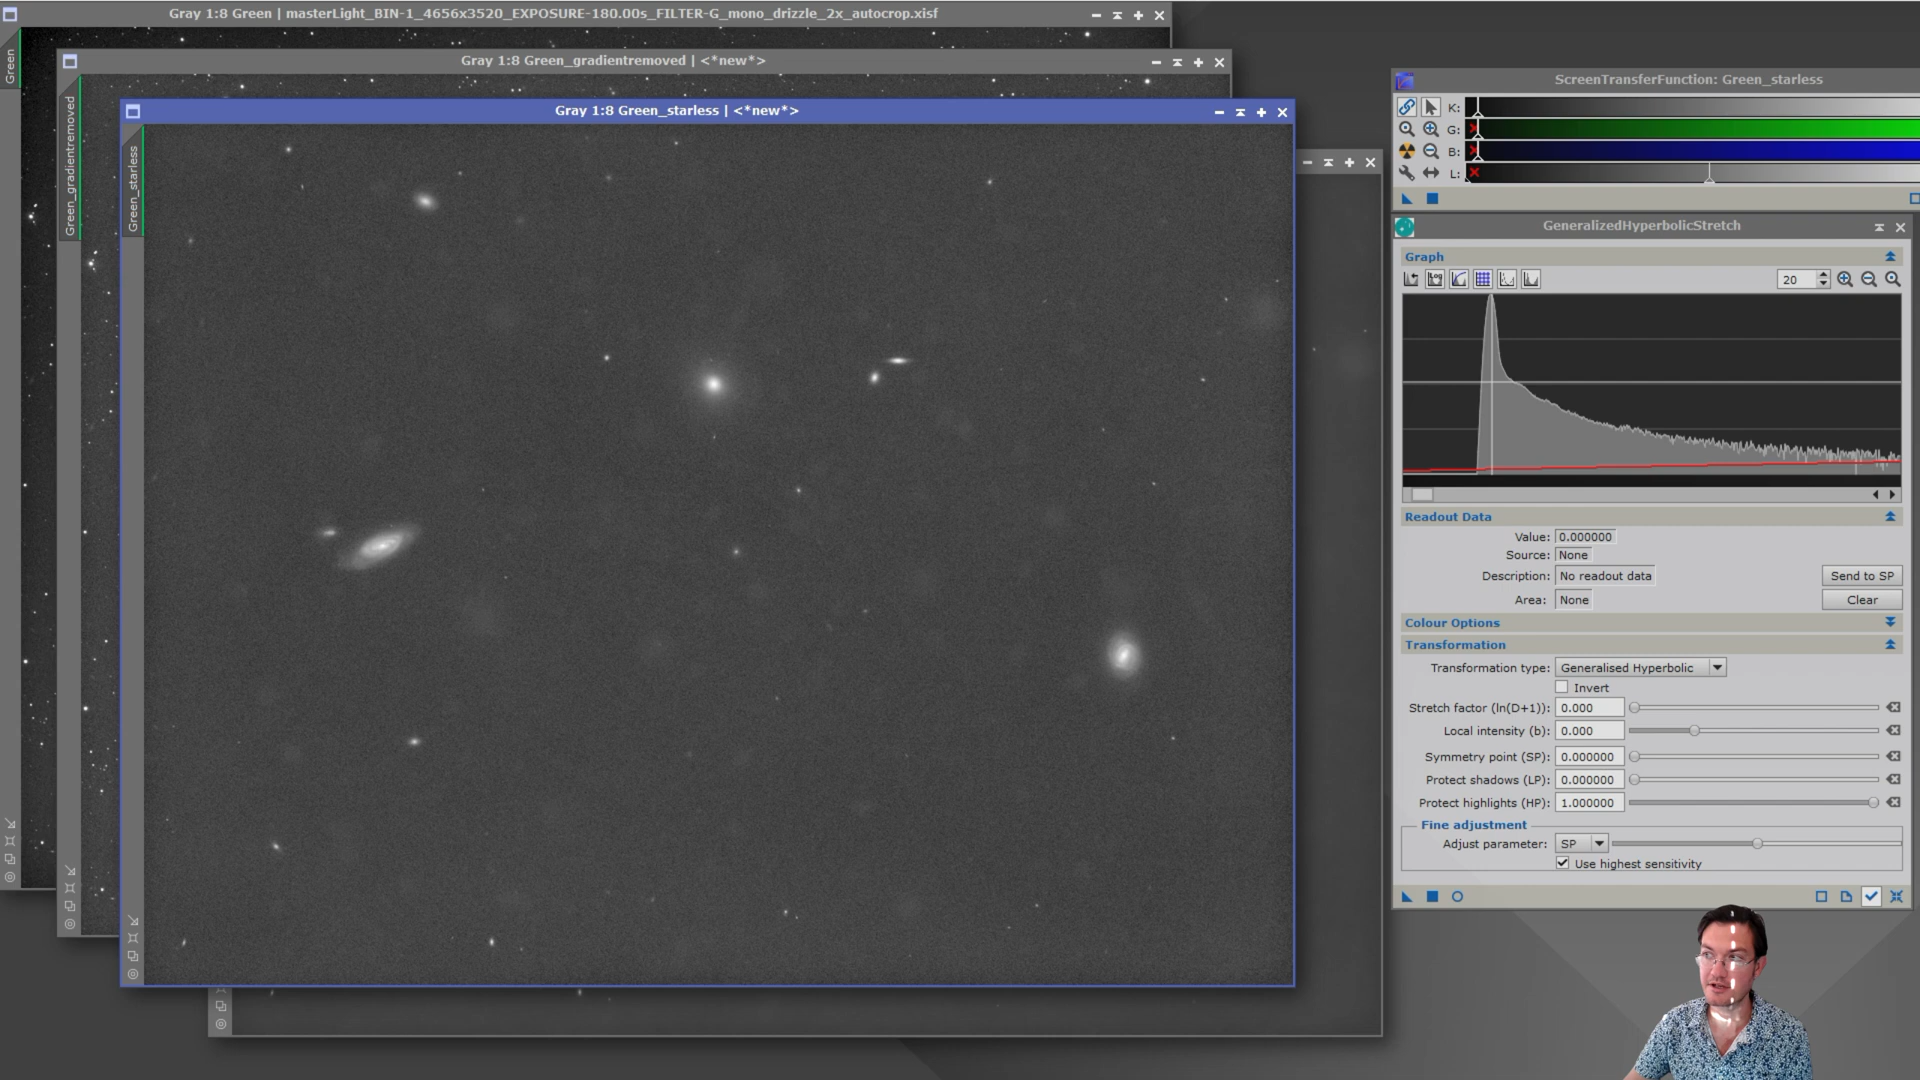 Gray 1:8 Green | masterLight_BIN-1_4656x3520_EXPOSURE-180.00s_FILTER-G_mono_drizzle_2x_autocrop.xisf
Green
Gray 1:8 Green_gradientremoved | <*new*>
Green_gradientremoved
Gray 1:8 Green_starless | <*new*>
Green_starless
ScreenTransferFunction: Green_starless
K:
G:
B:
L:
GeneralizedHyperbolicStretch
Graph
20
Readout Data
Value: 0.000000
Source: None
Description: No readout data Send to SP
Area: None Clear
Colour Options
Transformation
Transformation type: Generalised Hyperbolic
Invert
Stretch factor (ln(D+1)): 0.000
Local intensity (b): 0.000
Symmetry point (SP): 0.000000
Protect shadows (LP): 0.000000
Protect highlights (HP): 1.000000
Fine adjustment
Adjust parameter: SP
Use highest sensitivity